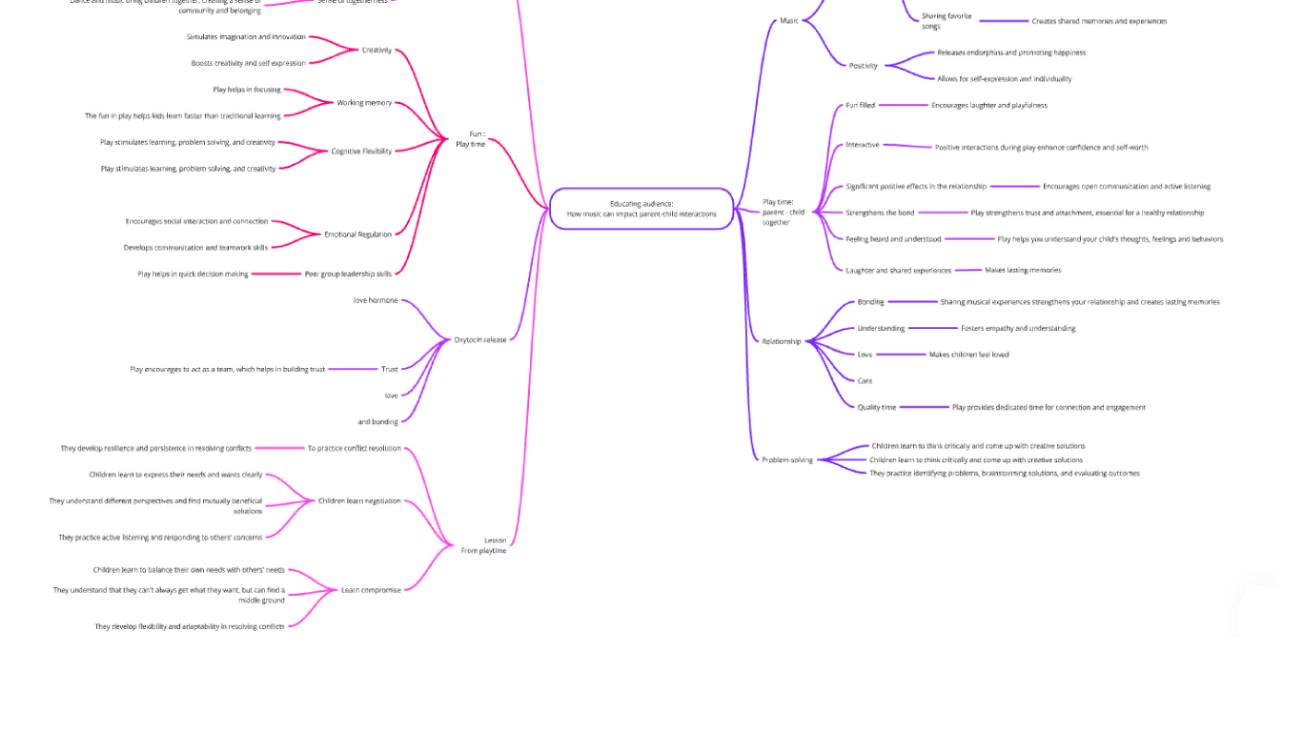 Dance and music bring children together, creating a sense of
community and belonging
Sense of togetherness
Simulates imagination and innovation
Boosts creativity and self expression
Creativity
Play helps in focusing
The fun in play helps kids learn faster than traditional learning
Working memory
Play stimulates learning, problem solving, and creativity
Play stimulates learning, problem solving, and creativity
Cognitive Flexibility
Encourages social interaction and connection
Develops communication and teamwork skills
Emotional Regulation
Play helps in quick decision making
Peer group leadership skills
Fun :
Play time
love hormone
Play encourages to act as a team, which helps in building trust
Trust
love
and bonding
Oxytocin release
They develop resilience and persistence in resolving conflicts
To practice conflict resolution
Children learn to express their needs and wants clearly
They understand different perspectives and find mutually beneficial
solutions
They practice active listening and responding to others' concerns
Children learn negotiation
Children learn to balance their own needs with others' needs
They understand that they can't always get what they want, but can find a
middle ground
They develop flexibility and adaptability in resolving conflicts
Learn compromise
Lesson
From playtime
Educating audience:
How music can impact parent-child interactions
Music
Sharing favorite
songs
Creates shared memories and experiences
Positivity
Releases endorphins and promoting happiness
Allows for self-expression and individuality
Play time:
parent - child
together
Fun filled
Encourages laughter and playfulness
Interactive
Positive interactions during play enhance confidence and self-worth
Significant positive effects in the relationship
Encourages open communication and active listening
Strengthens the bond
Play strengthens trust and attachment, essential for a healthy relationship
Feeling heard and understood
Play helps you understand your child's thoughts, feelings and behaviors
Laughter and shared experiences
Makes lasting memories
Relationship
Bonding
Sharing musical experiences strengthens your relationship and creates lasting memories
Understanding
Fosters empathy and understanding
Love
Makes children feel loved
Care
Quality time
Play provides dedicated time for connection and engagement
Problem-solving
Children learn to think critically and come up with creative solutions
Children learn to think critically and come up with creative solutions
They practice identifying problems, brainstorming solutions, and evaluating outcomes